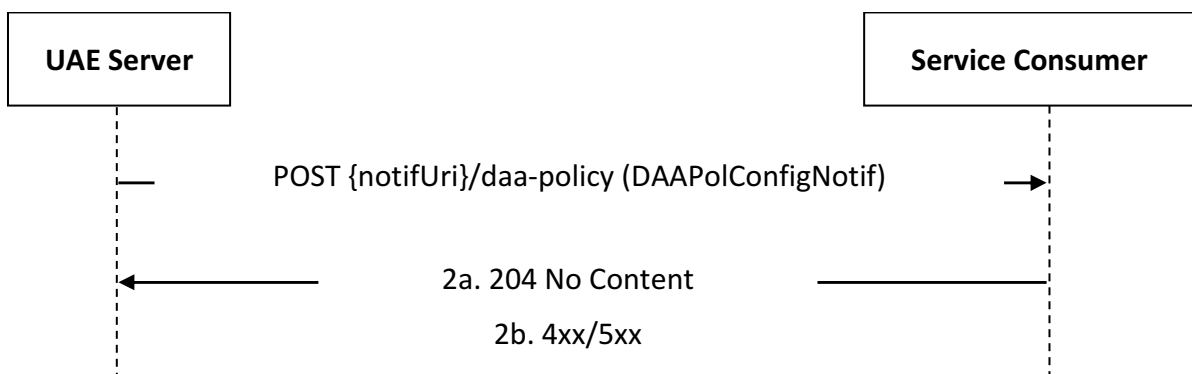 UAE Server
Service Consumer
POST {notifUri}/daa-policy (DAAPolConfigNotif)
2a. 204 No Content
2b. 4xx/5xx